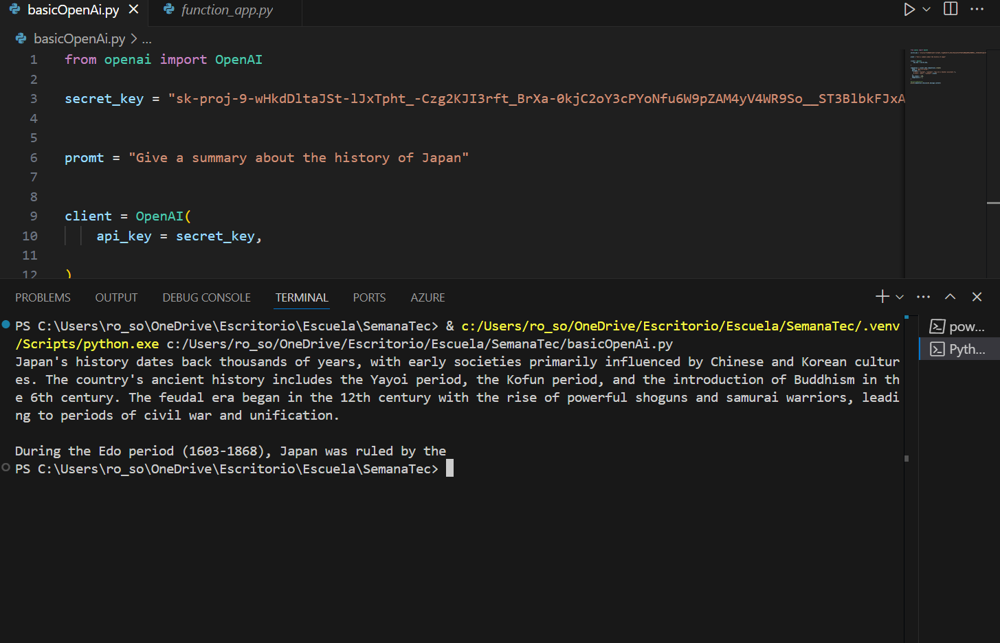 basicOpenAi.py
function_app.py
basicOpenAi.py > ...
1 from openai import OpenAI
2
3 secret_key = "sk-proj-9-wHkdDltaJSt-lJxTpht_-Czg2KJI3rft_BrXa-0kjC2oY3cPYoNfu6W9pZAM4yV4WR9So__ST3BlbkFJxA
4
5
6 promt = "Give a summary about the history of Japan"
7
8
9 client = OpenAI(
10 api_key = secret_key,
11
12 )
PROBLEMS OUTPUT DEBUG CONSOLE TERMINAL PORTS AZURE
PS C:\Users\ro_so\OneDrive\Escritorio\Escuela\SemanaTec> & c:/Users/ro_so/OneDrive/Escritorio/Escuela/SemanaTec/.venv
/Scripts/python.exe c:/Users/ro_so/OneDrive/Escritorio/Escuela/SemanaTec/basicOpenAi.py
Japan's history dates back thousands of years, with early societies primarily influenced by Chinese and Korean cultur
es. The country's ancient history includes the Yayoi period, the Kofun period, and the introduction of Buddhism in th
e 6th century. The feudal era began in the 12th century with the rise of powerful shoguns and samurai warriors, leadi
ng to periods of civil war and unification.
During the Edo period (1603-1868), Japan was ruled by the
PS C:\Users\ro_so\OneDrive\Escritorio\Escuela\SemanaTec>
pow...
Pyth...